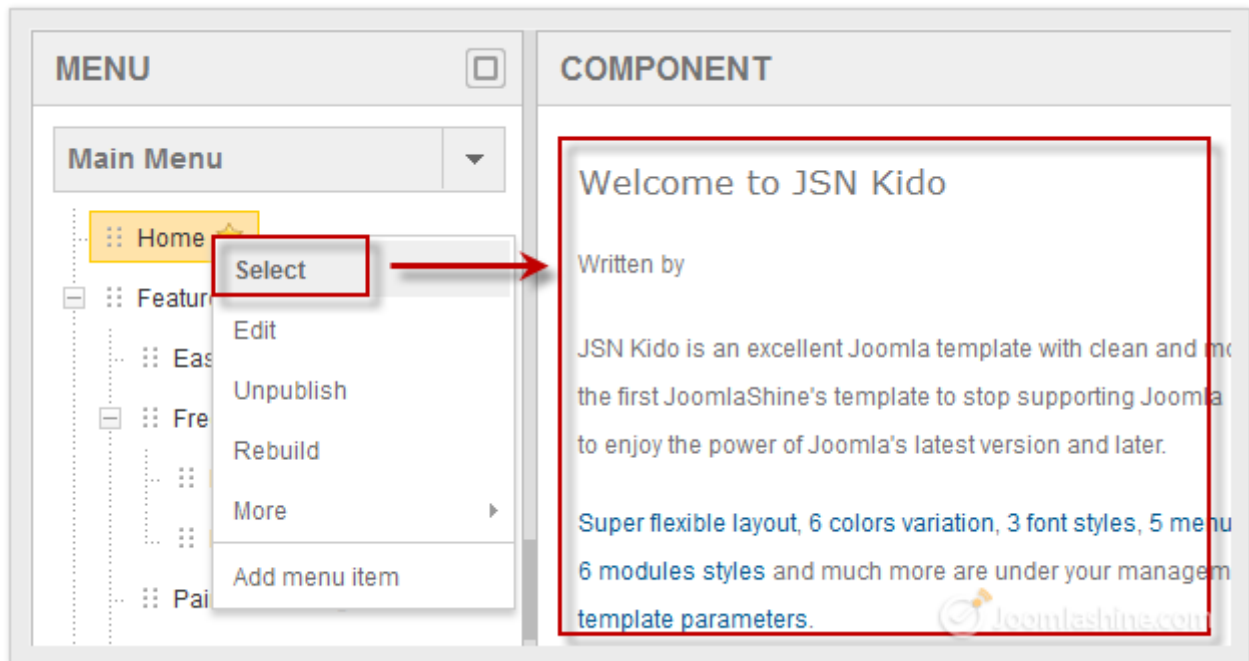 MENU
Main Menu
Home
Select
Edit
Unpublish
Rebuild
More
Add menu item
COMPONENT
Welcome to JSN Kido
Written by
JSN Kido is an excellent Joomla template with clean and
the first JoomlaShine's template to stop supporting Joomla
to enjoy the power of Joomla's latest version and later.
Super flexible layout, 6 colors variation, 3 font styles, 5 menu
6 modules styles and much more are under your
template parameters.
Joomlashine.com